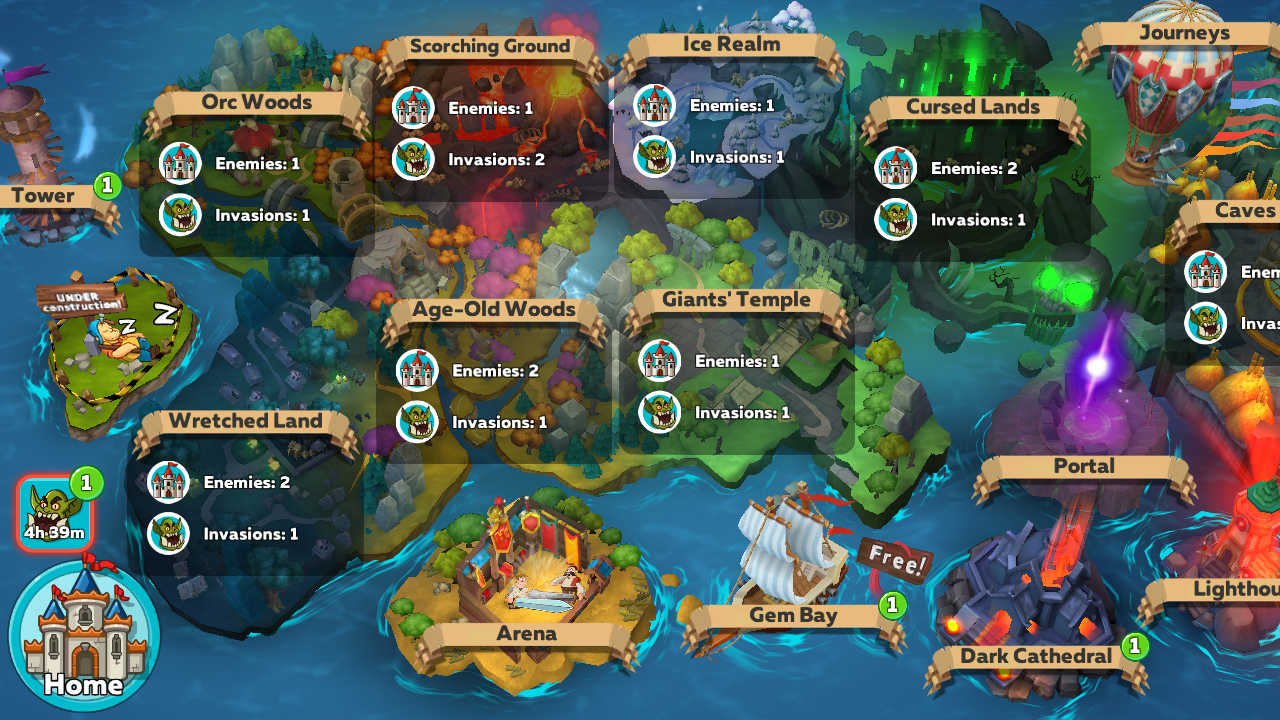 Scorching Ground
Enemies: 1
Invasions: 2
Ice Realm
Enemies: 1
Invasions: 1
Journeys
Orc Woods
Enemies: 1
Invasions: 1
Cursed Lands
Enemies: 2
Invasions: 1
Tower
1
Caves
Enem
Invas
UNDER
construction!
Z
Z
Age-Old Woods
Enemies: 2
Invasions: 1
Giants' Temple
Enemies: 1
Invasions: 1
Wretched Land
Enemies: 2
Invasions: 1
Portal
1
4h 39m
Home
Arena
Free!
Gem Bay
1
Lighthou
Dark Cathedral
1